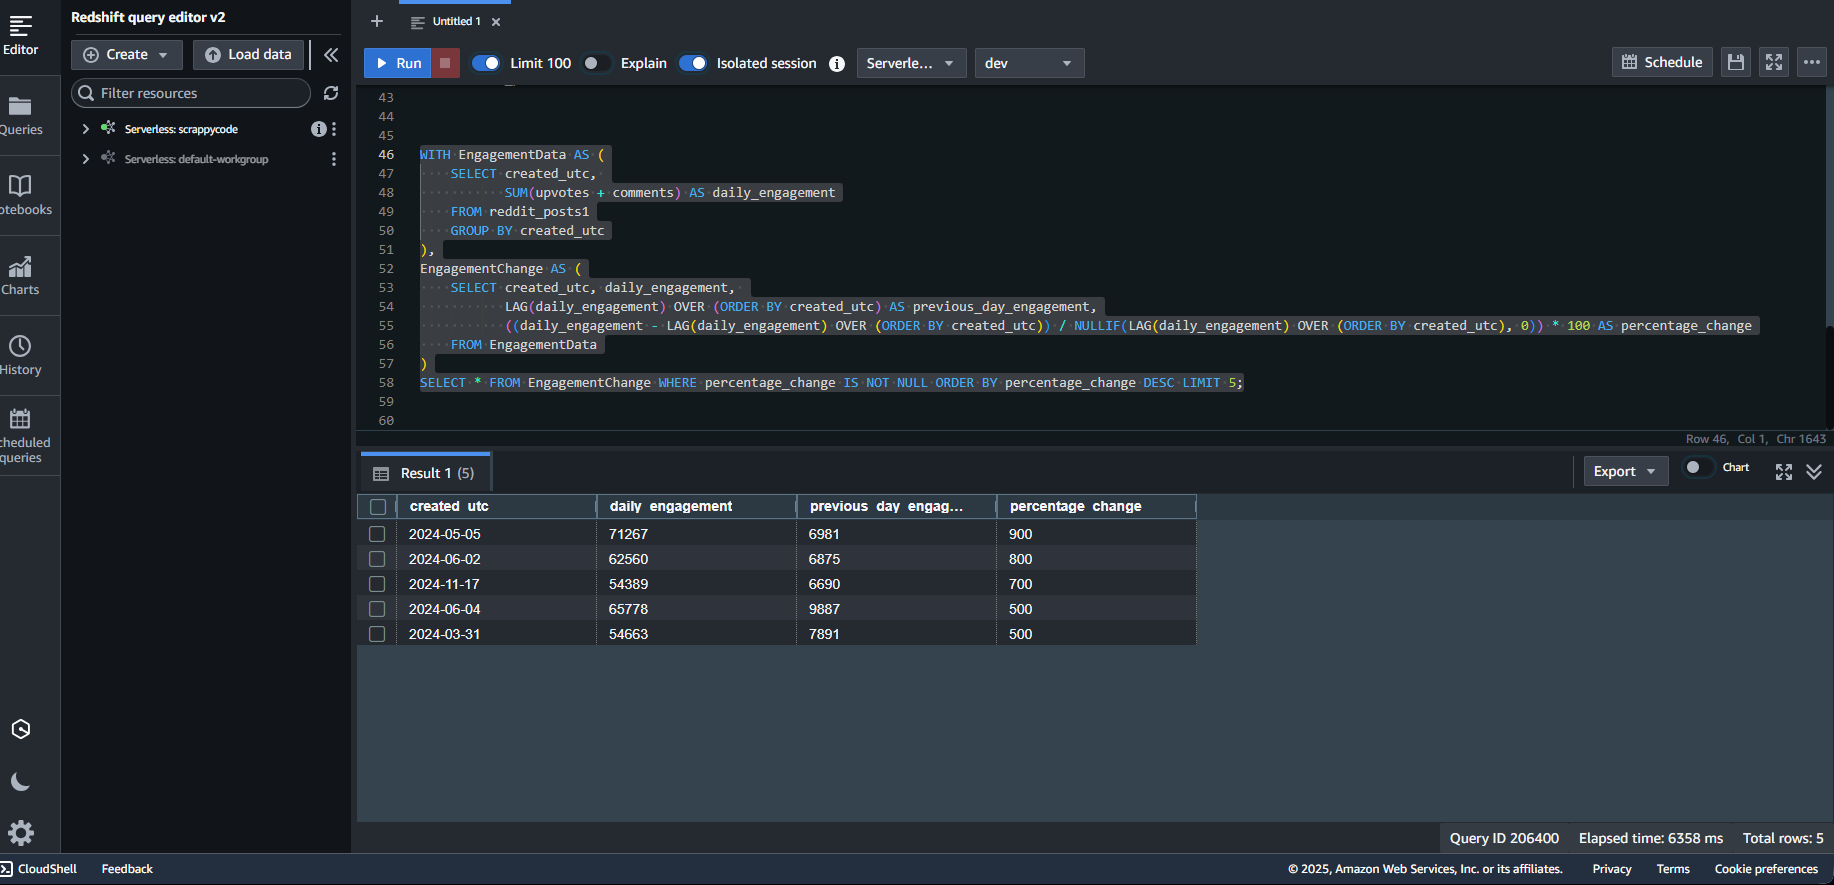 Redshift query editor v2
Untitled 1
Editor
Create
Load data
Run
Limit 100
Explain
Isolated session
Serverle...
dev
Schedule
Filter resources
Queries
Serverless: scrappycode
Serverless: default-workgroup
otebooks
Charts
History
cheduled
queries
43
44
45
46 WITH EngagementData AS (
47 SELECT created_utc,
48 SUM(upvotes + comments) AS daily_engagement
49 FROM reddit_posts1
50 GROUP BY created_utc
51 ),
52 EngagementChange AS (
53 SELECT created_utc, daily_engagement,
54 LAG(daily_engagement) OVER (ORDER BY created_utc) AS previous_day_engagement,
55 ((daily_engagement - LAG(daily_engagement) OVER (ORDER BY created_utc)) / NULLIF(LAG(daily_engagement) OVER (ORDER BY created_utc), 0)) * 100 AS percentage_change
56 FROM EngagementData
57 )
58 SELECT * FROM EngagementChange WHERE percentage_change IS NOT NULL ORDER BY percentage_change DESC LIMIT 5;
59
60
Row 46, Col 1, Chr 1643
Result 1 (5)
Export
Chart
created_utc daily_engagement previous_day_engag... percentage_change
2024-05-05 71267 6981 900
2024-06-02 62560 6875 800
2024-11-17 54389 6690 700
2024-06-04 65778 9887 500
2024-03-31 54663 7891 500
Query ID 206400 Elapsed time: 6358 ms Total rows: 5
CloudShell Feedback © 2025, Amazon Web Services, Inc. or its affiliates. Privacy Terms Cookie preferences